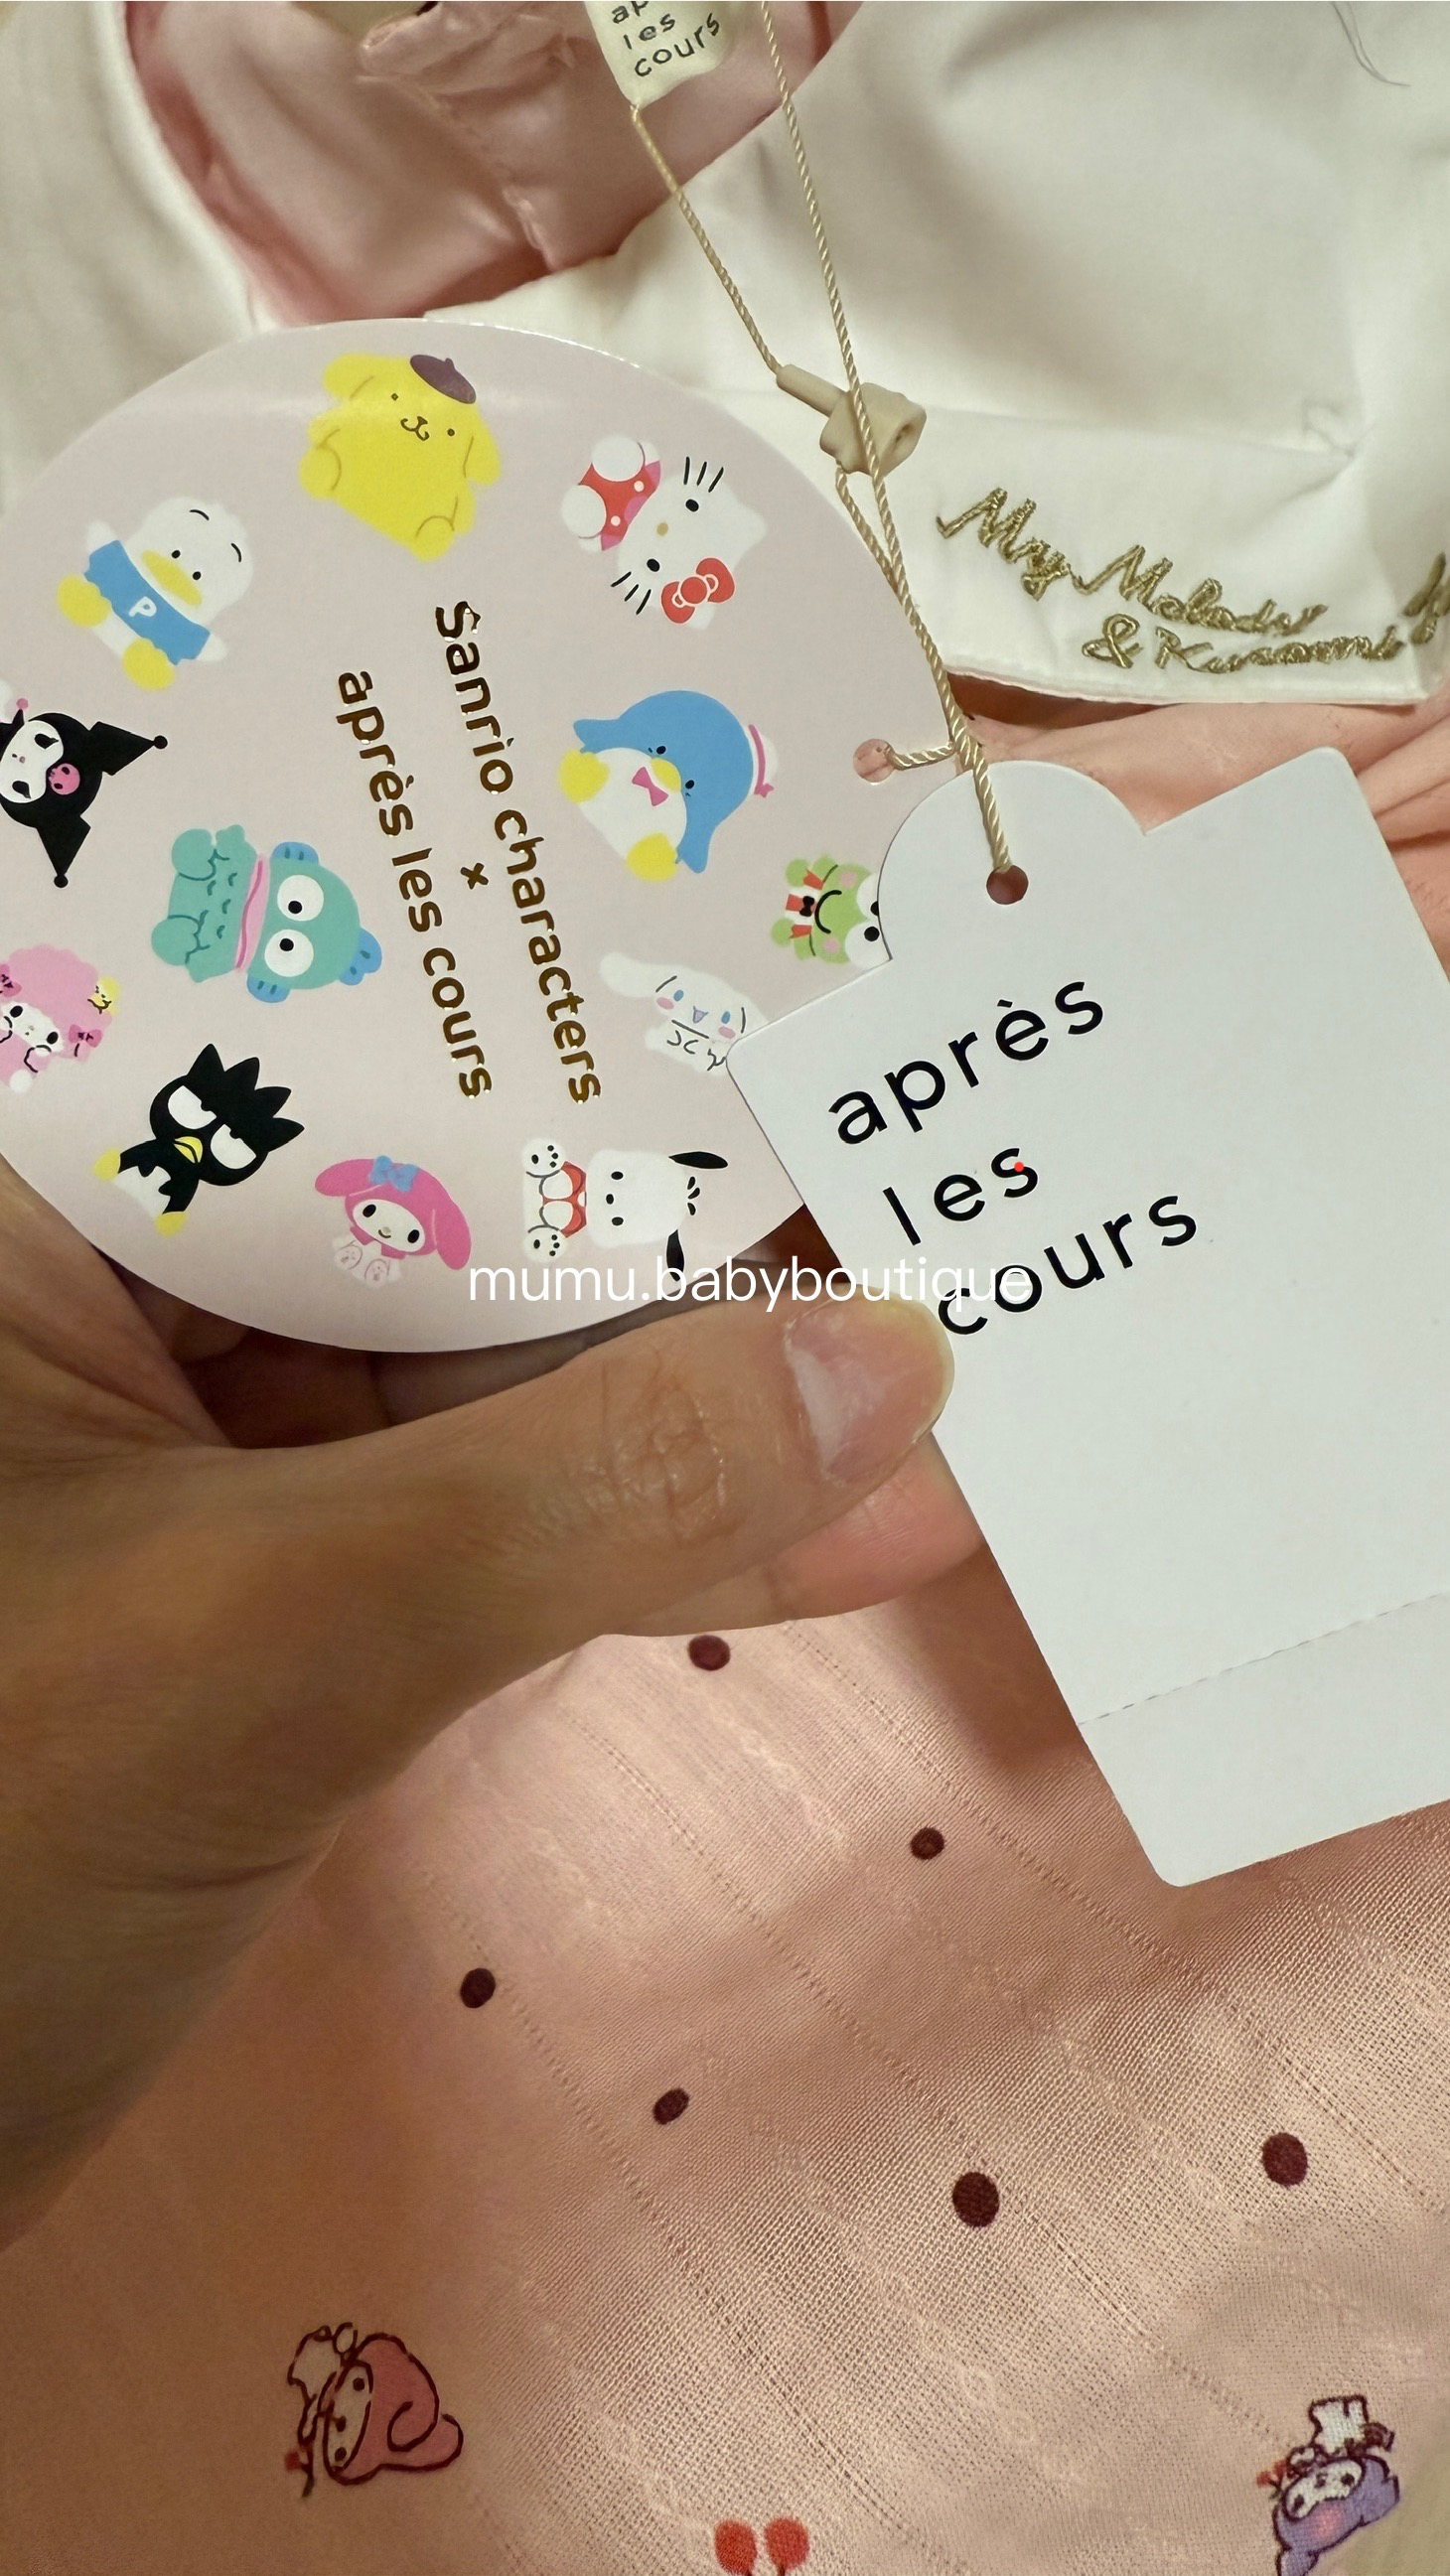 ap
les
cours
My Melody
& Kuromi
P
Sanrio characters
×
après les cours
après
les
cours
mumu.babyboutique